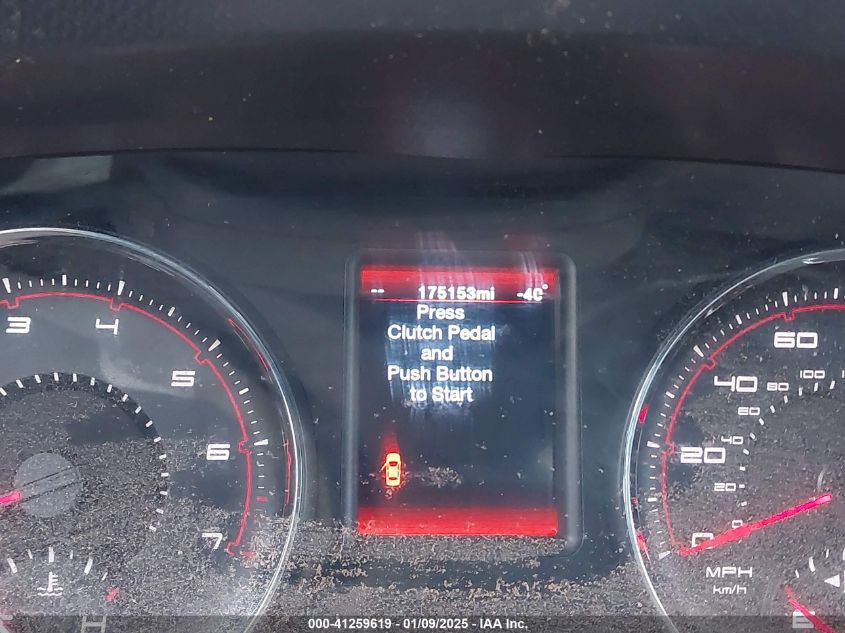 -- 175153mi -40°
Press
Clutch Pedal
and
Push Button
to Start
3
4
5
6
7
H
60
40
20
0
100
80
60
40
20
0
MPH
km/h
E
000-41259619 - 01/09/2025 - IAA Inc.